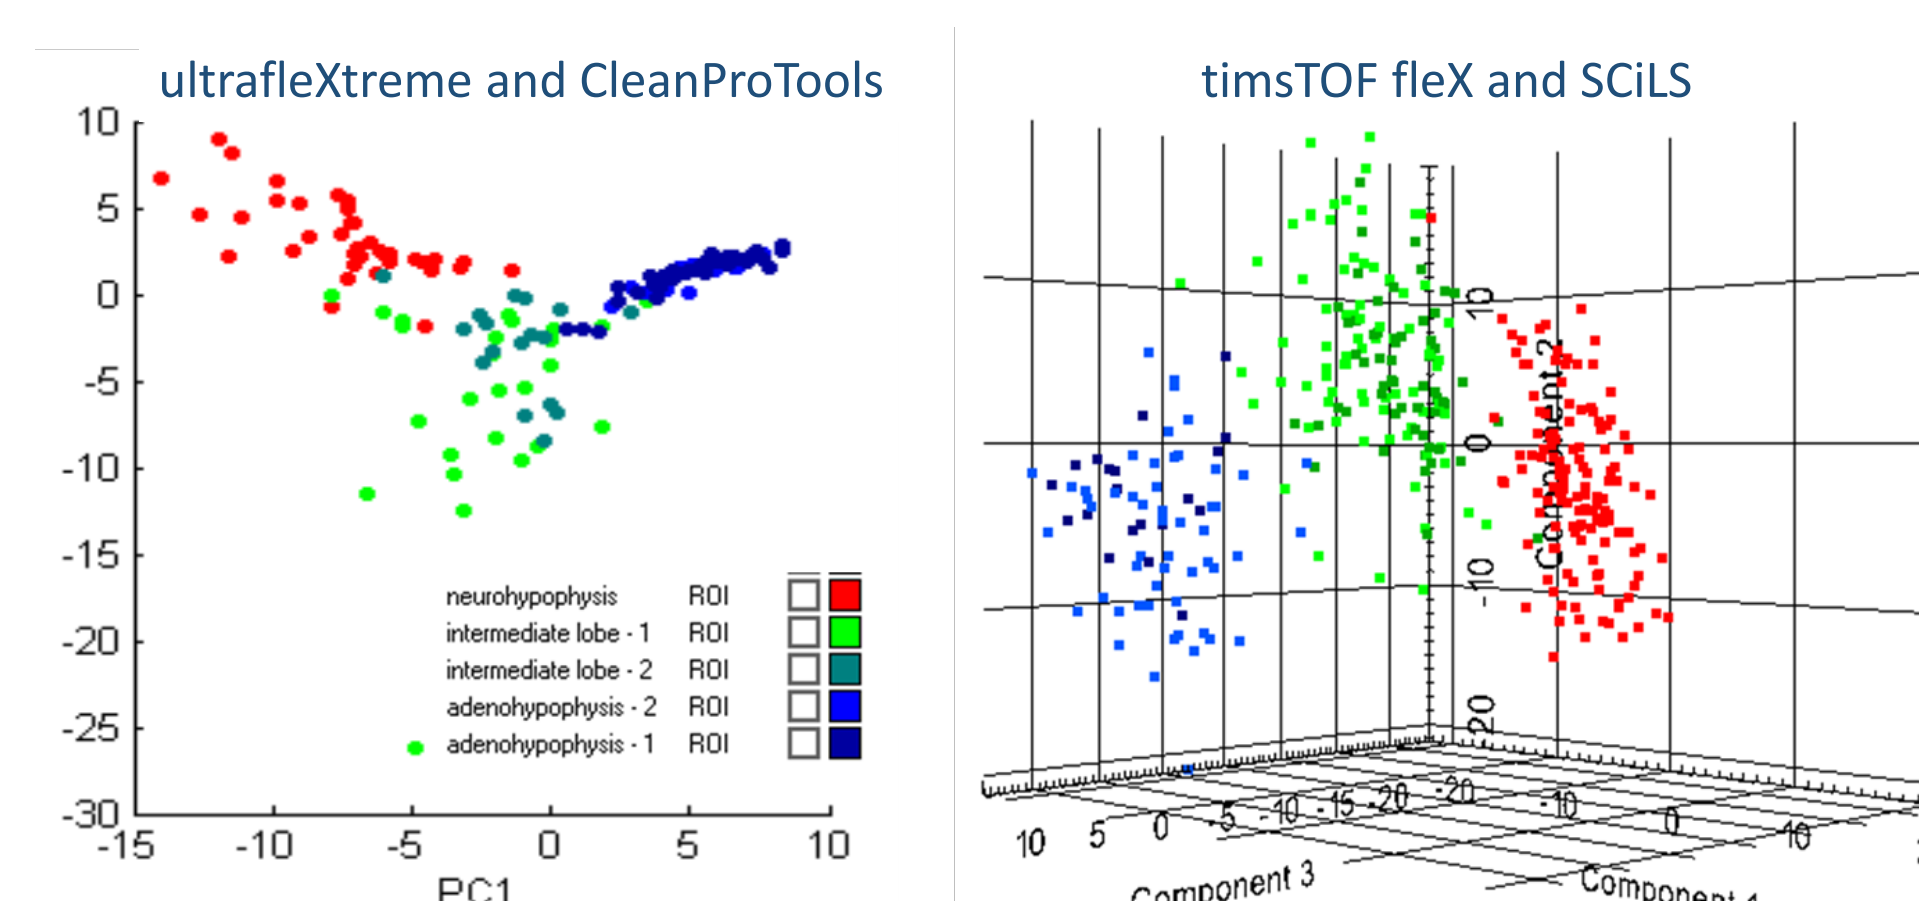 ultrafleXtreme and CleanProTools
10
5
0
-5
-10
-15
-20
-25
-30
-15 -10 -5 0 5 10
PC1
neurohypophysis ROI
intermediate lobe - 1 ROI
intermediate lobe - 2 ROI
adenohypophysis - 2 ROI
adenohypophysis - 1 ROI
timsTOF fleX and SCiLS
10
0
-10
-20
Component 2
10 5 0 -5 -10 -15 -20
Component 3
-20 -10 0 10
Component